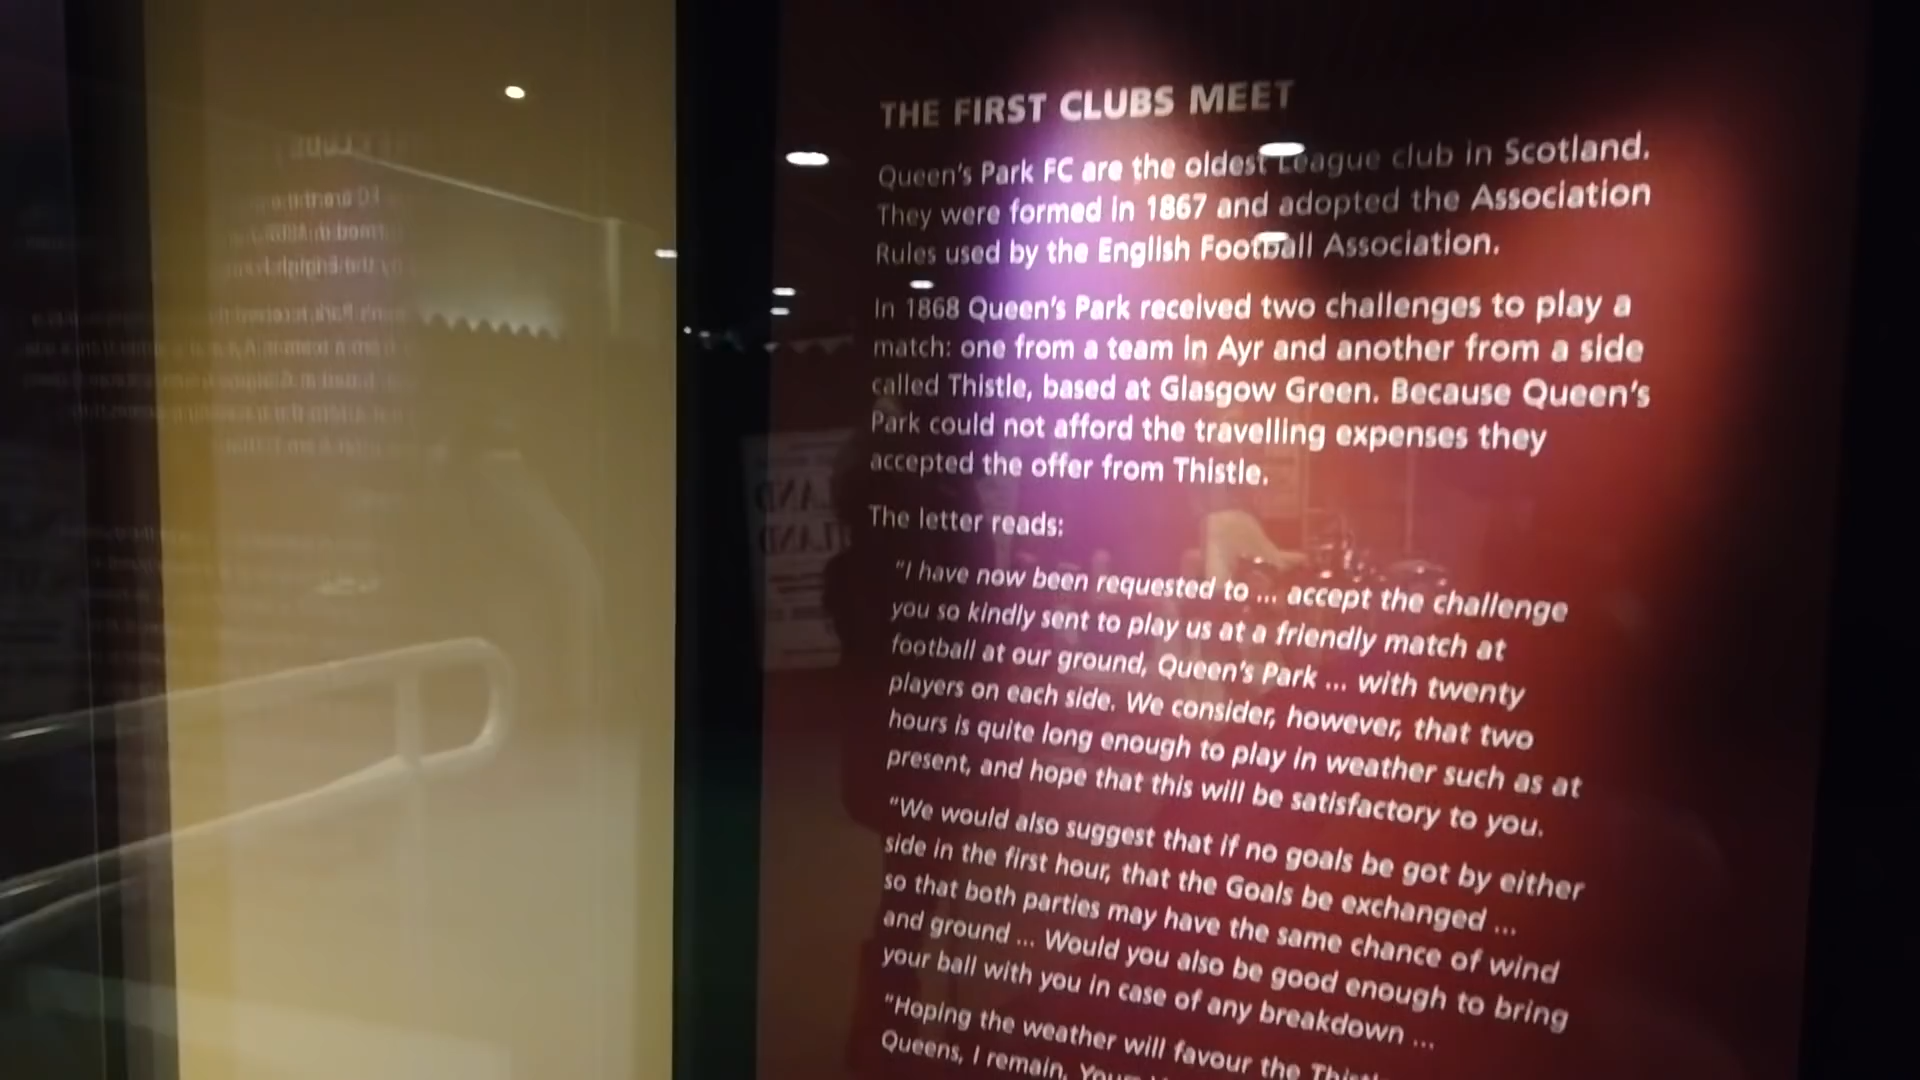 THE FIRST CLUBS MEET
Queen's Park FC are the oldest League club in Scotland.
They were formed in 1867 and adopted the Association
Rules used by the English Football Association.
In 1868 Queen's Park received two challenges to play a
match: one from a team in Ayr and another from a side
called Thistle, based at Glasgow Green. Because Queen's
Park could not afford the travelling expenses they
accepted the offer from Thistle.
The letter reads:
"I have now been requested to ... accept the challenge
you so kindly sent to play us at a friendly match at
football at our ground, Queen's Park ... with twenty
players on each side. We consider, however, that two
hours is quite long enough to play in weather such as at
present, and hope that this will be satisfactory to you.
"We would also suggest that if no goals be got by either
side in the first hour, that the Goals be exchanged ...
so that both parties may have the same chance of wind
and ground ... Would you also be good enough to bring
your ball with you in case of any breakdown ...
"Hoping the weather will favour the
Queens, I remain,